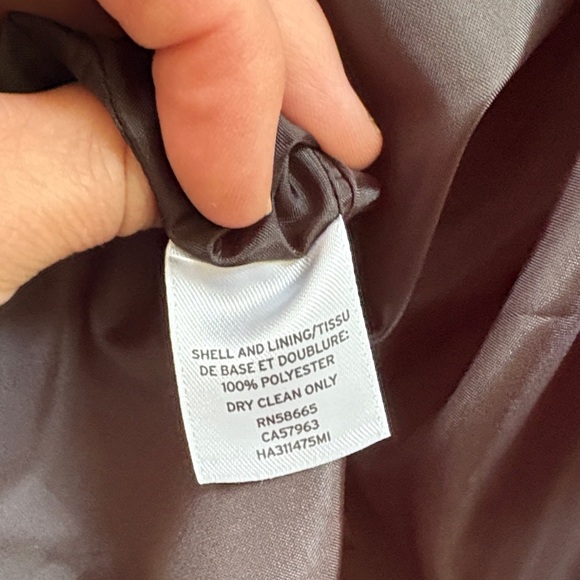 SHELL AND LINING/TISSU
DE BASE ET DOUBLURE:
100% POLYESTER
DRY CLEAN ONLY
RN58665
CA57963
HA311475MI